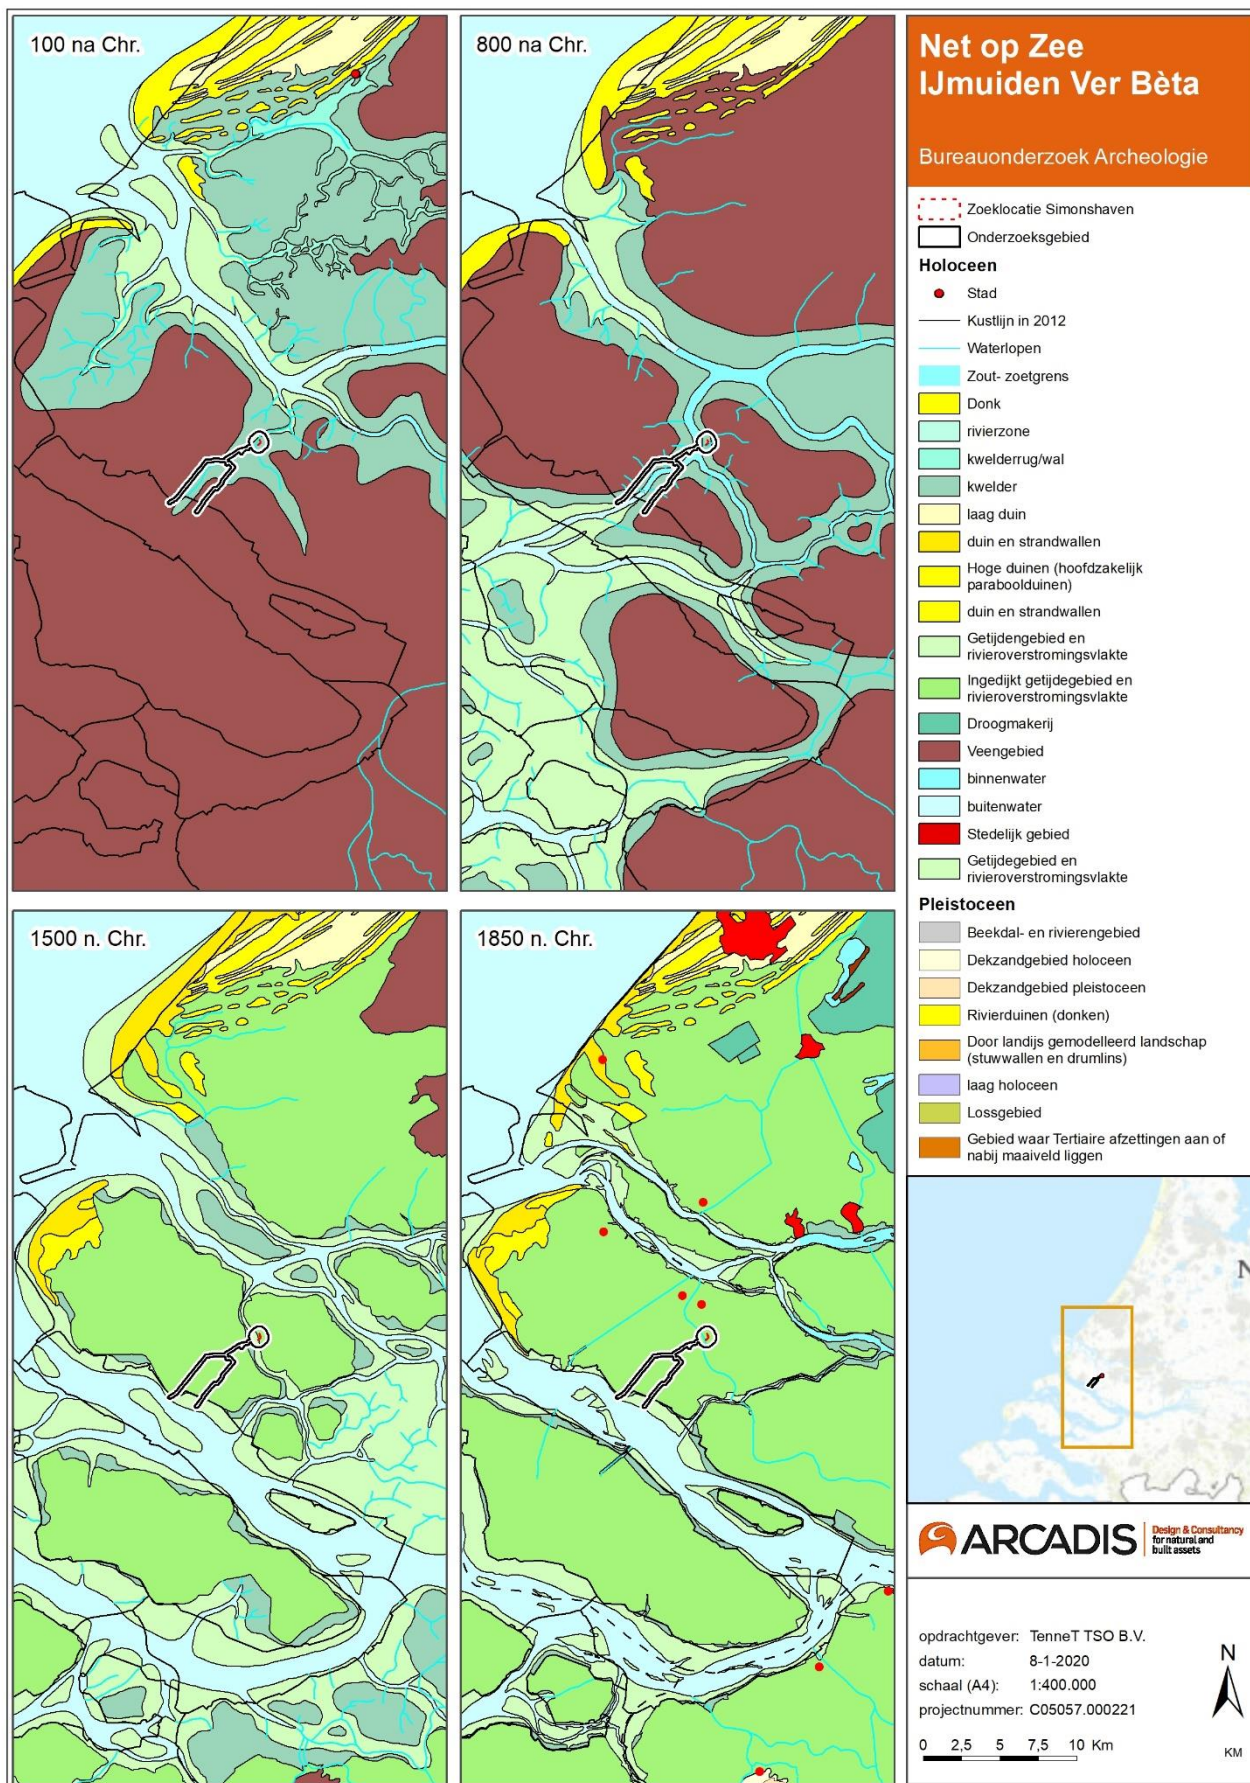 100 na Chr.
800 na Chr.
1500 n. Chr.
1850 n. Chr.
Net op Zee
IJmuiden Ver Bèta
Bureauonderzoek Archeologie
Zoeklocatie Simonshaven
Onderzoeksgebied
Holoceen
Stad
Kustlijn in 2012
Waterlopen
Zout- zoetgrens
Donk
rivierzone
kwelderrug/wal
kwelder
laag duin
duin en strandwallen
Hoge duinen (hoofdzakelijk
paraboolduinen)
duin en strandwallen
Getijdengebied en
rivieroverstromingsvlakte
Ingedijkt getijdegebied en
rivieroverstromingsvlakte
Droogmakerij
Veengebied
binnenwater
buitenwater
Stedelijk gebied
Getijdegebied en
rivieroverstromingsvlakte
Pleistoceen
Beekdal- en rivierengebied
Dekzandgebied holoceen
Dekzandgebied pleistoceen
Rivierduinen (donken)
Door landijs gemodelleerd landschap
(stuwwallen en drumlins)
laag holoceen
Lossgebied
Gebied waar Tertiaire afzettingen aan of
nabij maaiveld liggen
N
ARCADIS
Design & Consultancy
for natural and
built assets
opdrachtgever: TenneT TSO B.V.
datum: 8-1-2020
schaal (A4): 1:400.000
projectnummer: C05057.000221
0 2,5 5 7,5 10 Km
N
KM